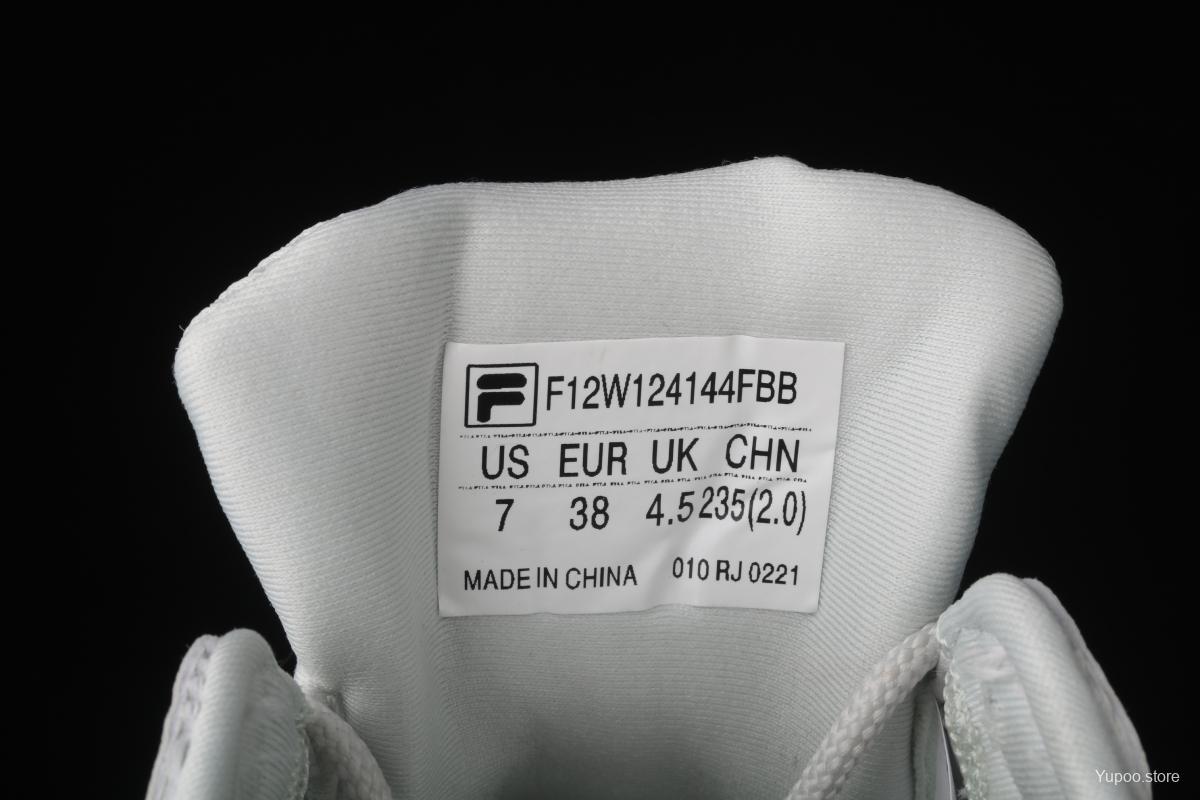 F F12W124144FBB
US EUR UK CHN
7 38 4.5 235(2.0)
MADE IN CHINA 010 RJ 0221
Yupoo.store